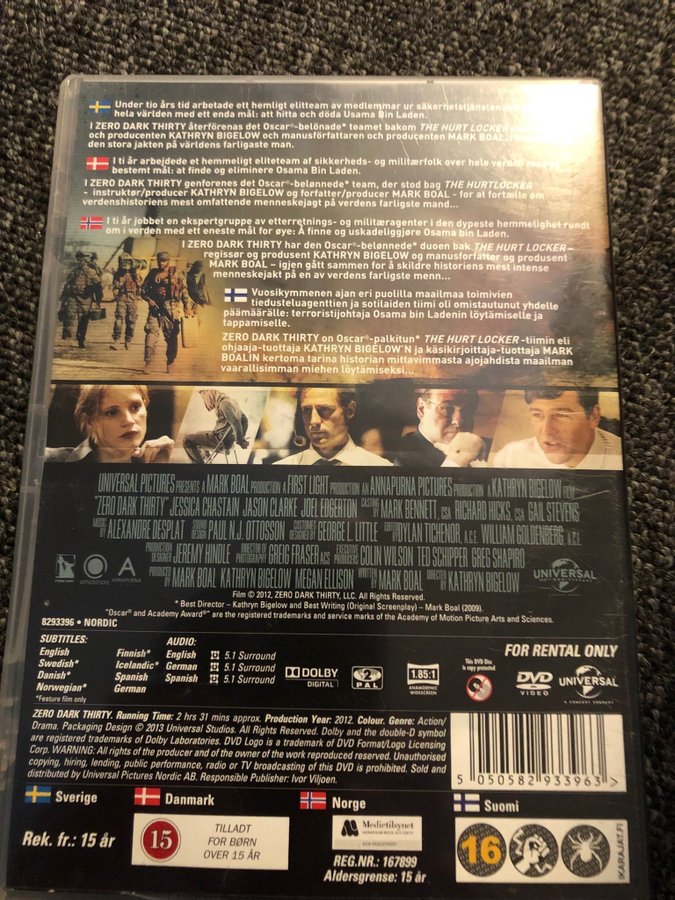 Under tio års tid arbetade ett hemligt elitteam av medlemmar ur säkerhetstjänsten
hela världen med ett enda mål: att hitta och döda Usama Bin Laden.
I ZERO DARK THIRTY återförenas det Oscar®-belönade* teamet bakom THE HURT LOCKER
och producenten KATHRYN BIGELOW och manusförfattaren och producenten MARK BOAL.
den stora jakten på världens farligaste man.
I ti år arbejdede et hemmeligt eliteteam af sikkerheds- og militærfolk over hele verden med
bestemt mål: at finde og eliminere Osama Bin Laden.
I ZERO DARK THIRTY genforenes det Oscar®-belønnede* team, der stod bag THE HURTLOCKER
- instruktør/producer KATHRYN BIGELOW og forfatter/producer MARK BOAL - for at fortælle om
verdenshistoriens mest omfattende menneskejagt på verdens farligste mand...
I ti år jobbet en ekspertgruppe av etterretnings- og militæragenter i den dypeste hemmelighet rundt
om i verden med ett eneste mål for øye: Å finne og uskadeliggjøre Osama bin Laden.
I ZERO DARK THIRTY har den Oscar®-belønnede* duoen bak THE HURT LOCKER –
regissør og produsent KATHRYN BIGELOW og manusforfatter og produsent
MARK BOAL – igjen gått sammen for å skildre historiens mest intense
menneskejakt på en av verdens farligste menn...
Vuosikymmenen ajan eri puolilla maailmaa toimivien
tiedusteluagenttien ja sotilaiden tiimi oli omistautunut yhdelle
päämäärälle: terroristijohtaja Osama bin Ladenin löytämiselle ja
tappamiselle.
ZERO DARK THIRTY on Oscar®-palkitun* THE HURT LOCKER -tiimin eli
ohjaaja-tuottaja KATHRYN BIGELOW'N ja käsikirjoittaja-tuottaja MARK
BOALIN kertoma tarina historian mittavimmasta ajojahdista maailman
vaarallisimman miehen löytämiseksi...
UNIVERSAL PICTURES PRESENTS A MARK BOAL PRODUCTION A FIRST LIGHT PRODUCTION AN ANNAPURNA PICTURES PRODUCTION A KATHRYN BIGELOW FILM
"ZERO DARK THIRTY" JESSICA CHASTAIN JASON CLARKE JOEL EDGERTON CASTING BY MARK BENNETT, CSA RICHARD HICKS, CSA GAIL STEVENS
MUSIC BY ALEXANDRE DESPLAT SOUND DESIGN PAUL N.J. OTTOSSON COSTUMES DESIGNED BY GEORGE L. LITTLE EDITED BY DYLAN TICHENOR, A.C.E. WILLIAM GOLDENBERG, A.C.E.
PRODUCTION DESIGNER JEREMY HINDLE DIRECTOR OF PHOTOGRAPHY GREIG FRASER ACS EXECUTIVE PRODUCERS COLIN WILSON TED SCHIPPER GREG SHAPIRO
PRODUCED BY MARK BOAL KATHRYN BIGELOW MEGAN ELLISON WRITTEN BY MARK BOAL DIRECTED BY KATHRYN BIGELOW
ANNAPURNA
UNIVERSAL
Film © 2012, ZERO DARK THIRTY, LLC. All Rights Reserved.
* Best Director – Kathryn Bigelow and Best Writing (Original Screenplay) – Mark Boal (2009).
"Oscar® and Academy Award®" are the registered trademarks and service marks of the Academy of Motion Picture Arts and Sciences.
8293396 • NORDIC
FOR RENTAL ONLY
SUBTITLES: AUDIO:
English Finnish* English 5.1 Surround
Swedish* Icelandic* German 5.1 Surround
Danish* Spanish Spanish 5.1 Surround
Norwegian* German
*Feature film only
DOLBY
DIGITAL
2
PAL
1.85:1
ANAMORPHIC WIDESCREEN
This DVD Disc is copy protected
DVD
VIDEO
UNIVERSAL
ZERO DARK THIRTY. Running Time: 2 hrs 31 mins approx. Production Year: 2012. Colour. Genre: Action/
Drama. Packaging Design © 2013 Universal Studios. All Rights Reserved. Dolby and the double-D symbol
are registered trademarks of Dolby Laboratories. DVD Logo is a trademark of DVD Format/Logo Licensing
Corp. WARNING: All rights of the producer and of the owner of the work reproduced reserved. Unauthorised
copying, hiring, lending, public performance, radio or TV broadcasting of this DVD is prohibited. Sold and
distributed by Universal Pictures Nordic AB. Responsible Publisher: Ivor Viljoen.
5 050582 933963 >
Sverige
Rek. fr.: 15 år
Danmark
15
TILLADT
FOR BØRN
OVER 15 ÅR
Norge
Medietilsynet
REG.NR: 167899
Aldersgrense: 15 år
Suomi
16
IKARAJAT.FI